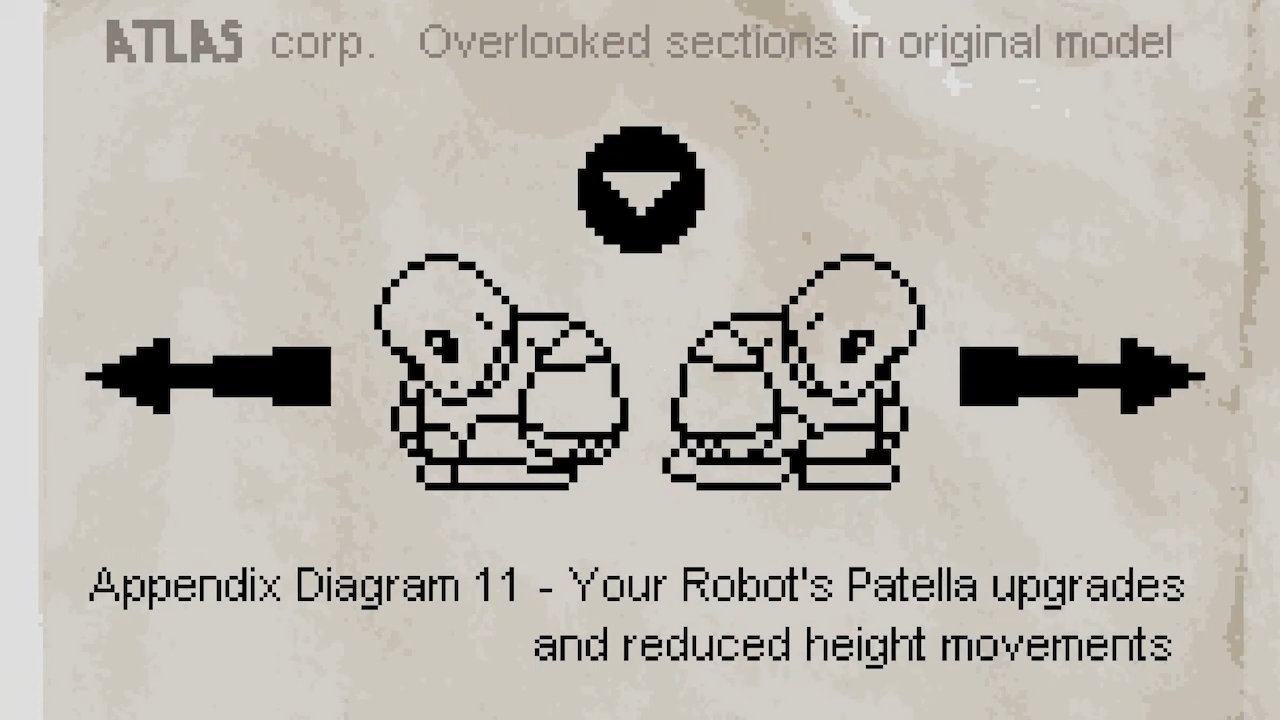 ATLAS corp. Overlooked sections in original model
Appendix Diagram 11 - Your Robot's Patella upgrades
and reduced height movements